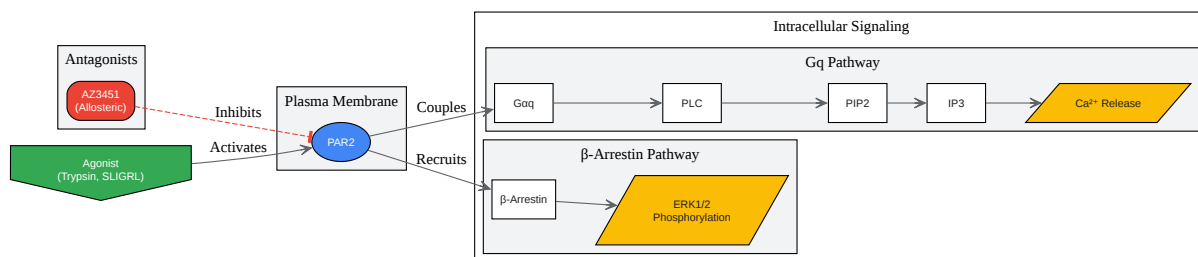 Intracellular Signaling
Antagonists
AZ3451
(Allosteric)
Inhibits
Agonist
(Trypsin, SLIGRL)
Activates
Plasma Membrane
PAR2
Couples
Recruits
Gq Pathway
Gαq
PLC
PIP2
IP3
Ca²⁺ Release
β-Arrestin Pathway
β-Arrestin
ERK1/2
Phosphorylation